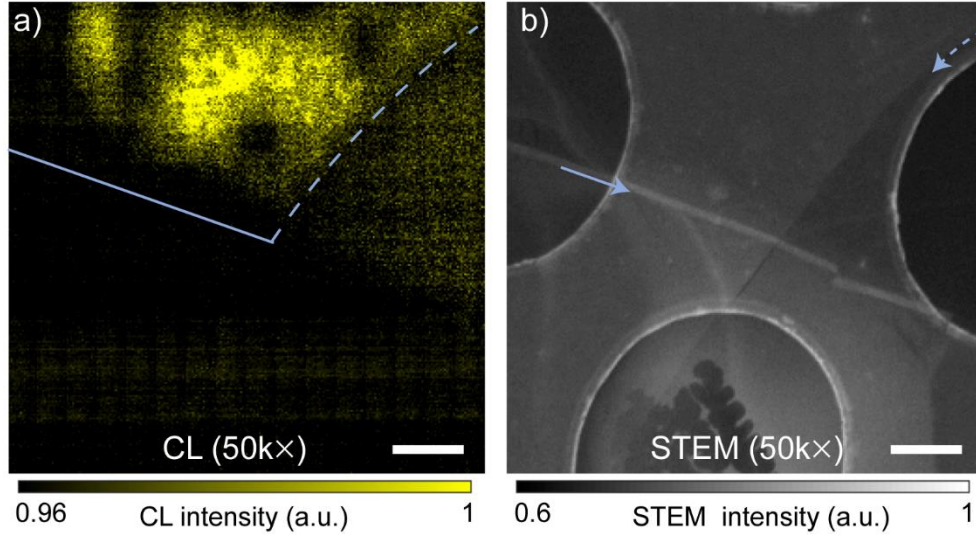 a)
b)
CL (50k×)
STEM (50k×)
0.96 CL intensity (a.u.) 1
0.6 STEM intensity (a.u.) 1